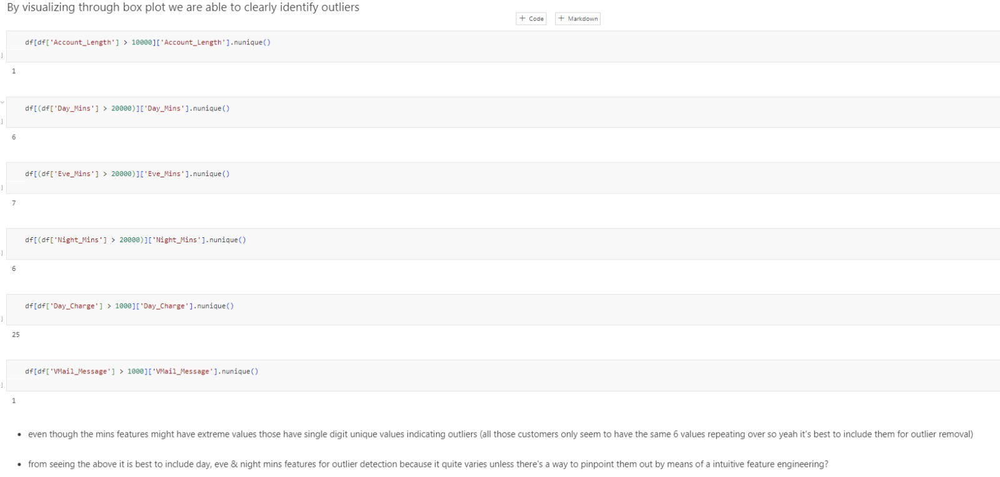 By visualizing through box plot we are able to clearly identify outliers
+ Code + Markdown
df[df['Account_Length'] > 10000]['Account_Length'].nunique()
]
1
df[(df['Day_Mins'] > 20000)]['Day_Mins'].nunique()
]
6
df[(df['Eve_Mins'] > 20000)]['Eve_Mins'].nunique()
]
7
df[(df['Night_Mins'] > 20000)]['Night_Mins'].nunique()
]
6
df[df['Day_Charge'] > 1000]['Day_Charge'].nunique()
]
25
df[df['VMail_Message'] > 1000]['VMail_Message'].nunique()
]
1
• even though the mins features might have extreme values those have single digit unique values indicating outliers (all those customers only seem to have the same 6 values repeating over so yeah it's best to include them for outlier removal)
• from seeing the above it is best to include day, eve & night mins features for outlier detection because it quite varies unless there's a way to pinpoint them out by means of a intuitive feature engineering?